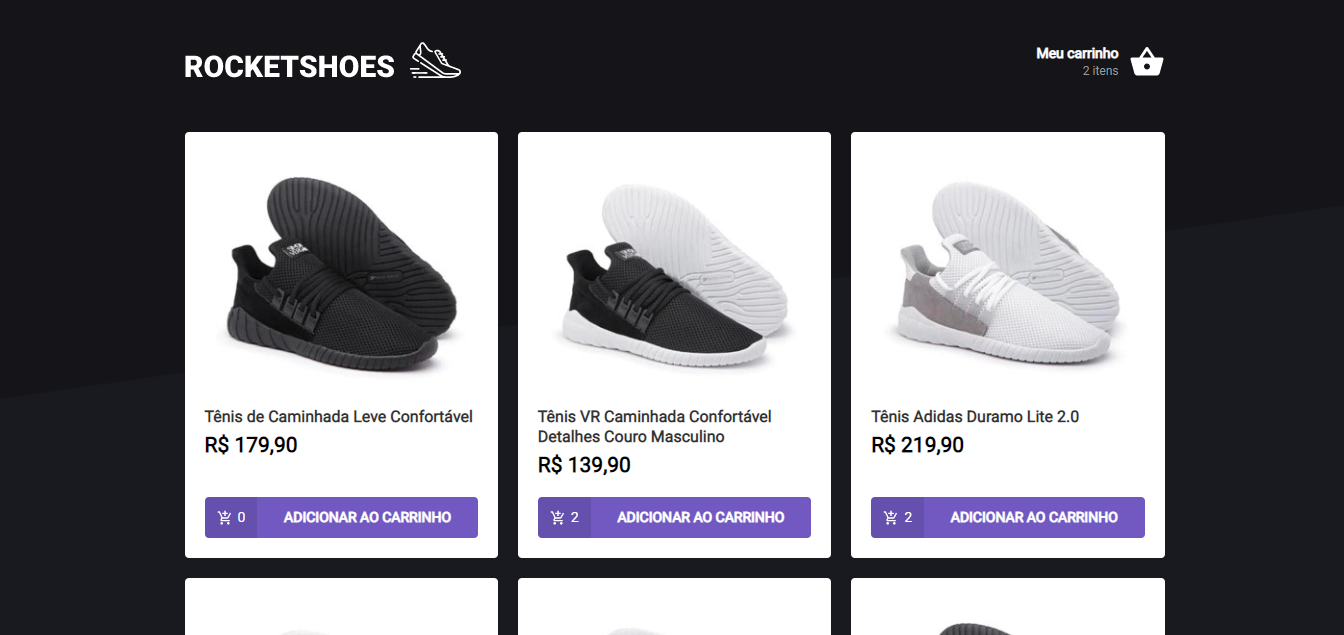 ROCKETSHOES
Meu carrinho
2 itens
Tênis de Caminhada Leve Confortável
R$ 179,90
0 ADICIONAR AO CARRINHO
Tênis VR Caminhada Confortável
Detalhes Couro Masculino
R$ 139,90
2 ADICIONAR AO CARRINHO
Tênis Adidas Duramo Lite 2.0
R$ 219,90
2 ADICIONAR AO CARRINHO